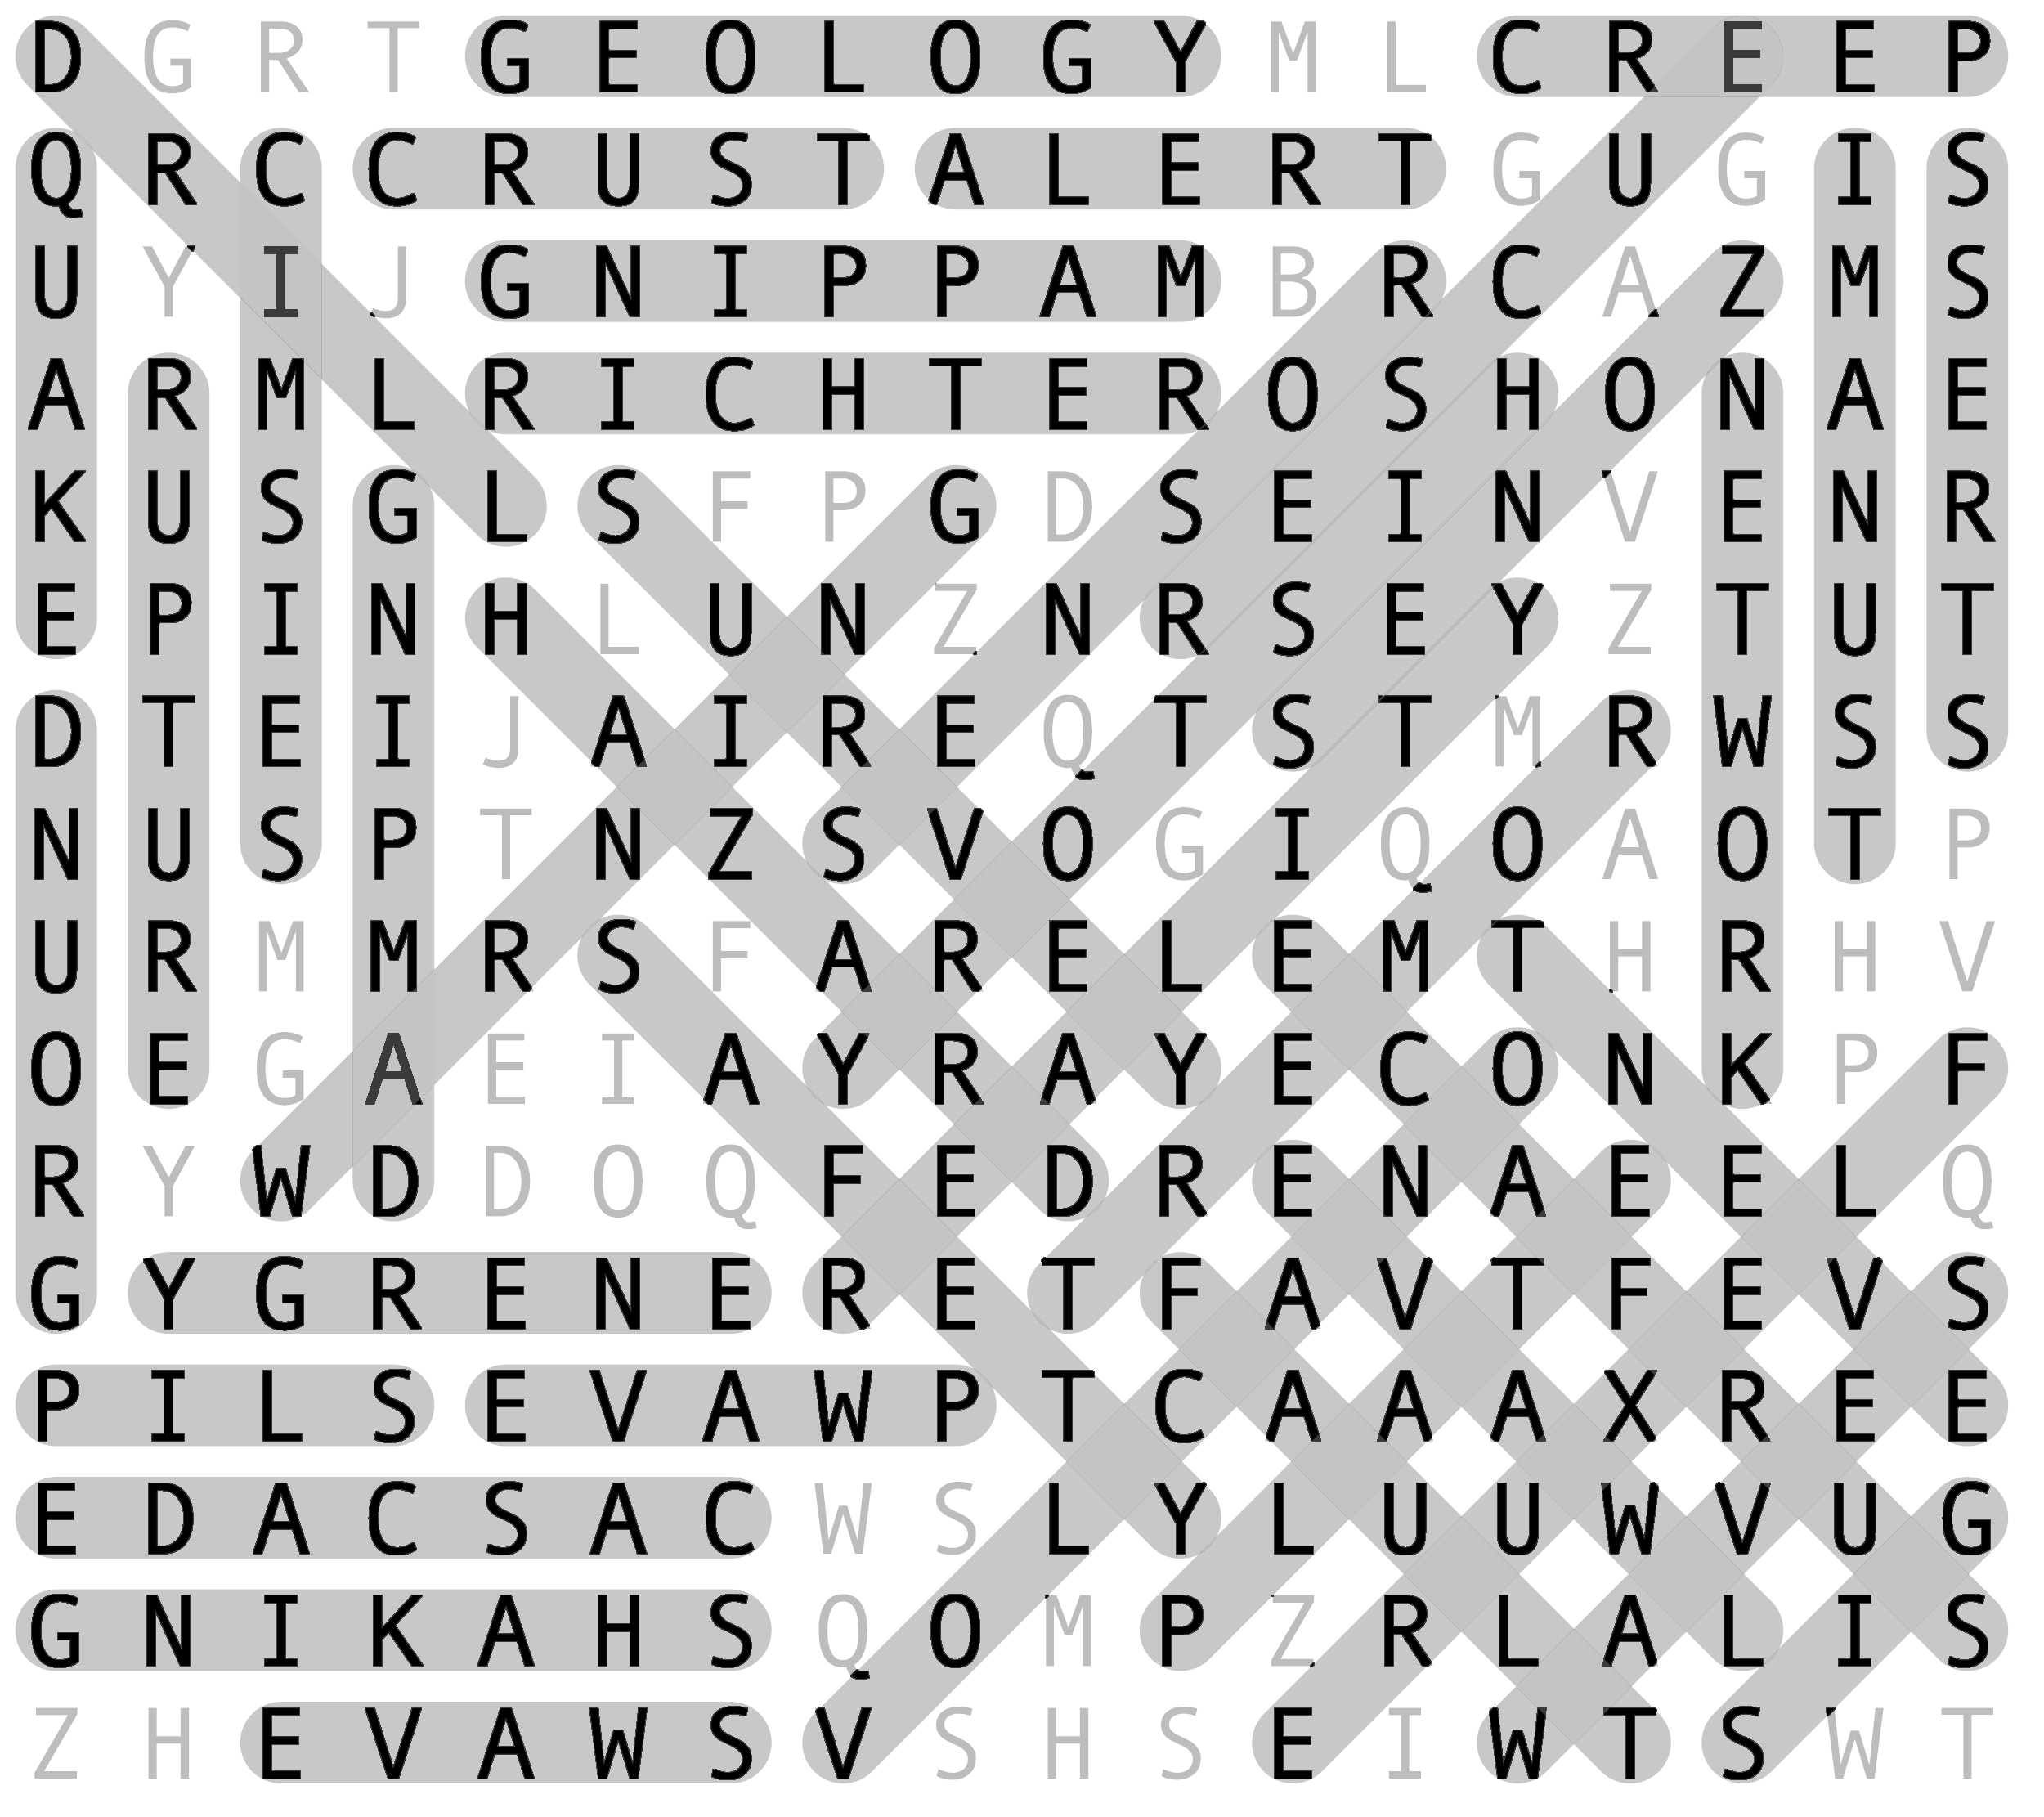 D G R T G E O L O G Y M L C R E E P
Q R C C R U S T A L E R T G U G I S
U Y I J G N I P P A M B R C A Z M S
A R M L R I C H T E R O S H O N A E
K U S G L S F P G D S E I N V E N R
E P I N H L U N Z N R S E Y Z T U T
D T E I J A I R E Q T S T M R W S S
N U S P T N Z S V O G I Q O A O T P
U R M M R S F A R E L E M T H R H V
O E G A E I A Y R A Y E C O N K P F
R Y W D D O Q F E D R E N A E E L Q
G Y G R E N E R E T F A V T F E V S
P I L S E V A W P T C A A A X R E E
E D A C S A C W S L Y L U U W V U G
G N I K A H S Q O M P Z R L A L I S
Z H E V A W S V S H S E I W T S W T